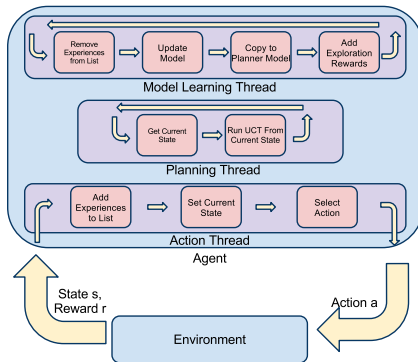 Remove
Experiences
from List
Update
Model
Copy to
Planner Model
Add
Exploration
Rewards
Model Learning Thread
Get Current
State
Run UCT From
Current State
Planning Thread
Add
Experiences
to List
Set Current
State
Select
Action
Action Thread
Agent
State s,
Reward r
Action a
Environment